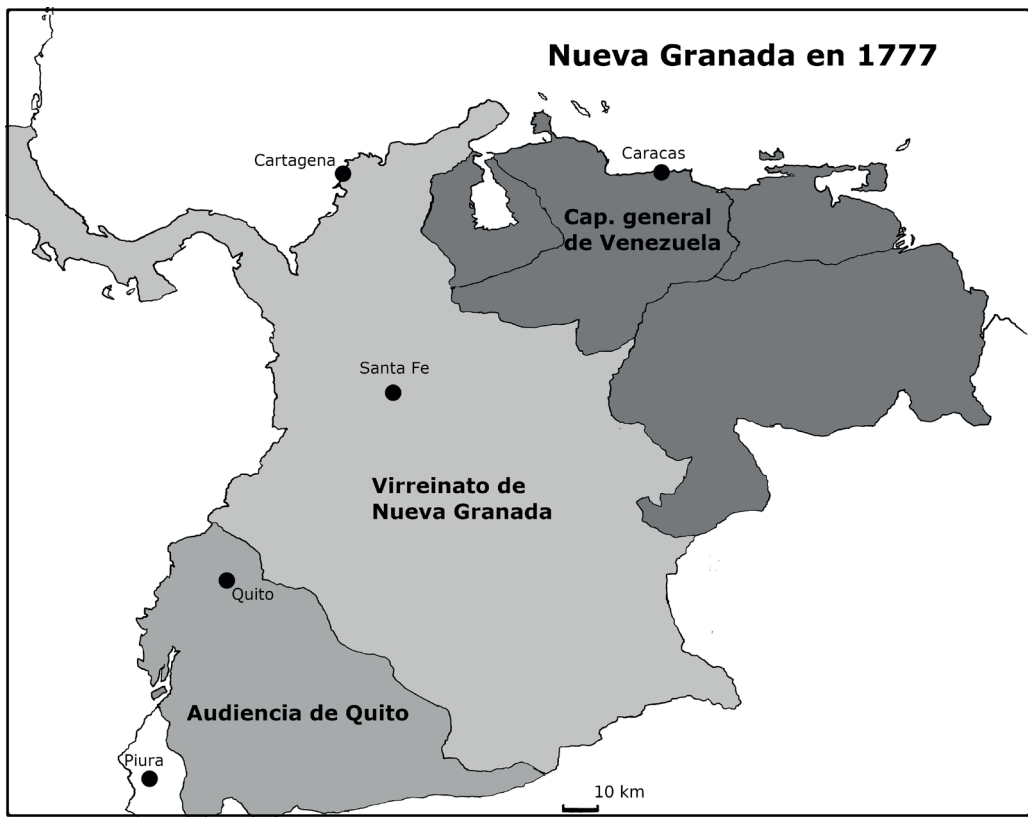 Nueva Granada en 1777
Cartagena
Caracas
Cap. general
de Venezuela
Santa Fe
Virreinato de
Nueva Granada
Quito
Audiencia de Quito
Piura
10 km